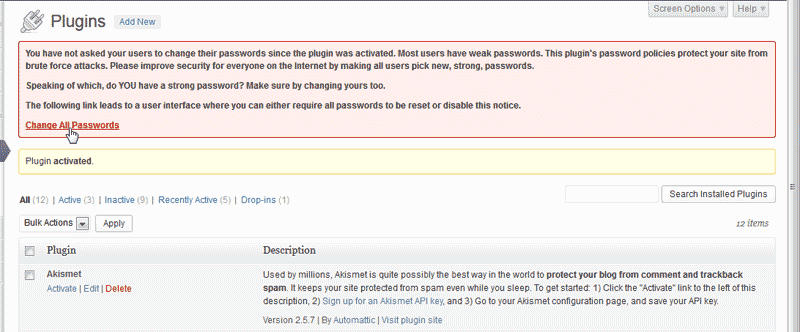 Screen Options Help
Plugins Add New
You have not asked your users to change their passwords since the plugin was activated. Most users have weak passwords. This plugin's password policies protect your site from
brute force attacks. Please improve security for everyone on the Internet by making all users pick new, strong, passwords.
Speaking of which, do YOU have a strong password? Make sure by changing yours too.
The following link leads to a user interface where you can either require all passwords to be reset or disable this notice.
Change All Passwords
Plugin activated.
All (12) | Active (3) | Inactive (9) | Recently Active (5) | Drop-ins (1)
Search Installed Plugins
Bulk Actions Apply
12 items
Plugin Description
Akismet
Activate | Edit | Delete
Used by millions, Akismet is quite possibly the best way in the world to protect your blog from comment and trackback
spam. It keeps your site protected from spam even while you sleep. To get started: 1) Click the "Activate" link to the left of this
description, 2) Sign up for an Akismet API key, and 3) Go to your Akismet configuration page, and save your API key.
Version 2.5.7 | By Automattic | Visit plugin site